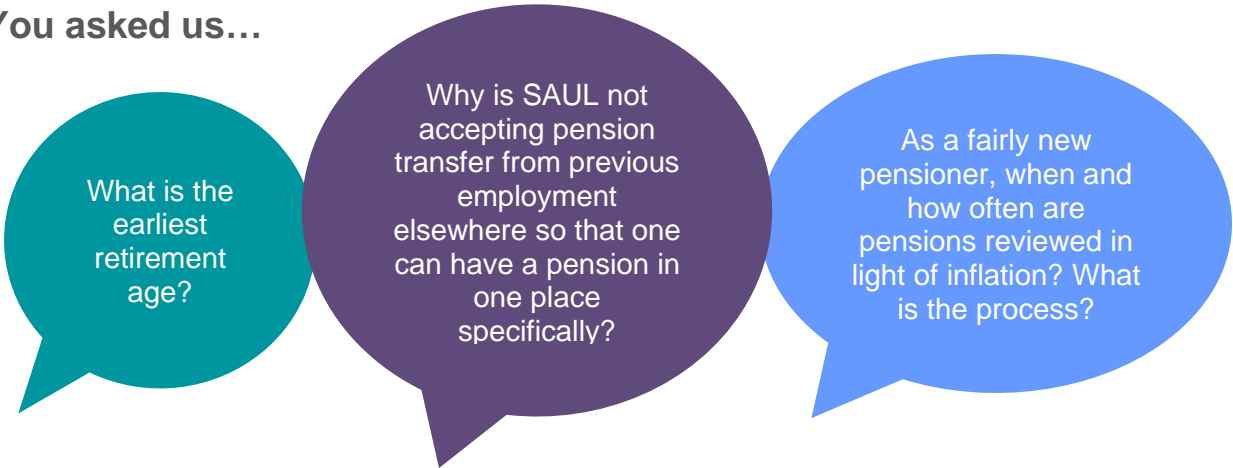 You asked us…
What is the
earliest
retirement
age?
Why is SAUL not
accepting pension
transfer from previous
employment
elsewhere so that one
can have a pension in
one place
specifically?
As a fairly new
pensioner, when and
how often are
pensions reviewed in
light of inflation? What
is the process?